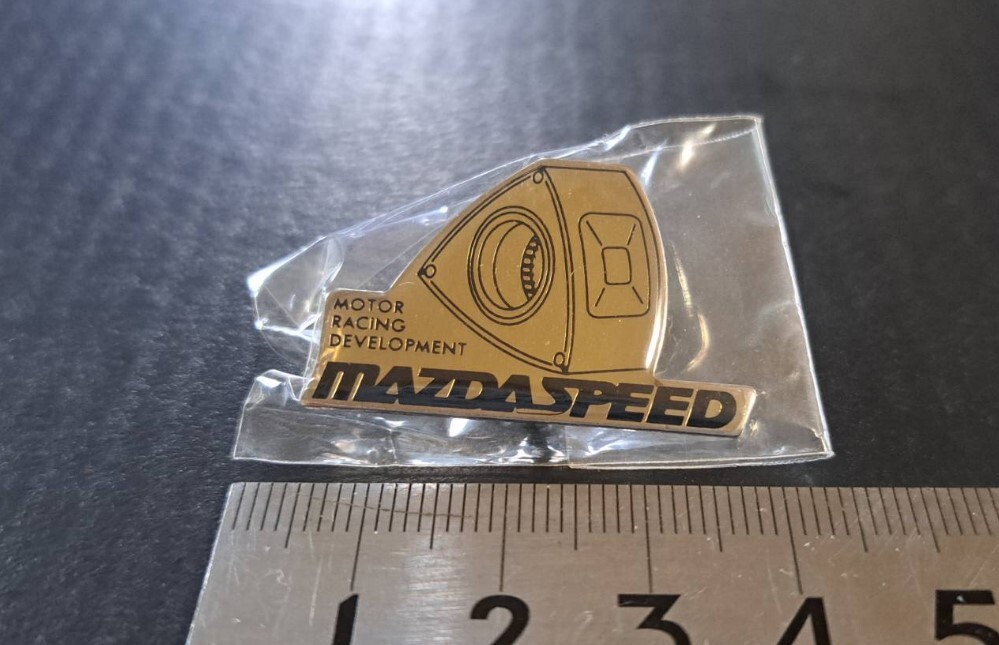 MOTOR
RACING
DEVELOPMENT
MAZDASPEED
1 2 3 4 5